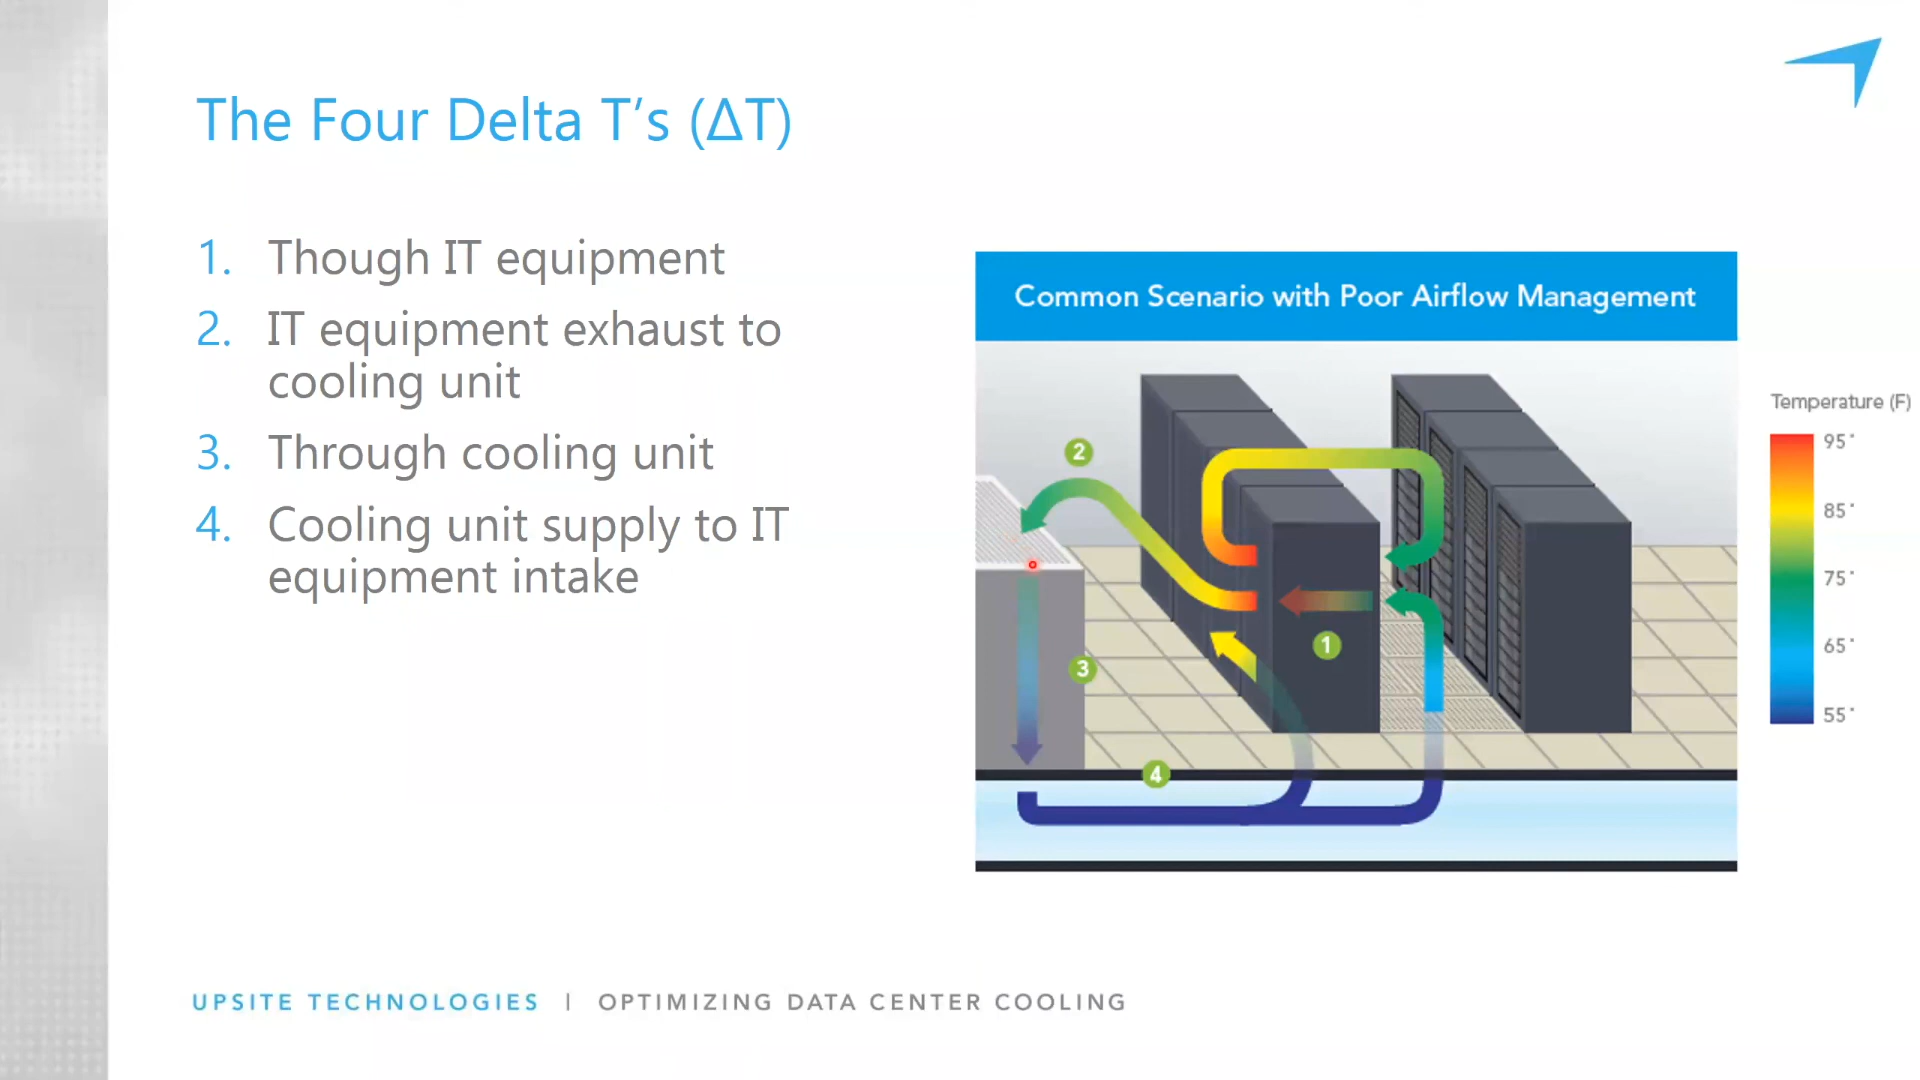 The Four Delta T’s (ΔT)
1. Though IT equipment
2. IT equipment exhaust to
cooling unit
3. Through cooling unit
4. Cooling unit supply to IT
equipment intake
Common Scenario with Poor Airflow Management
2
1
3
4
Temperature (F)
95°
85°
75°
65°
55°
UPSITE TECHNOLOGIES | OPTIMIZING DATA CENTER COOLING